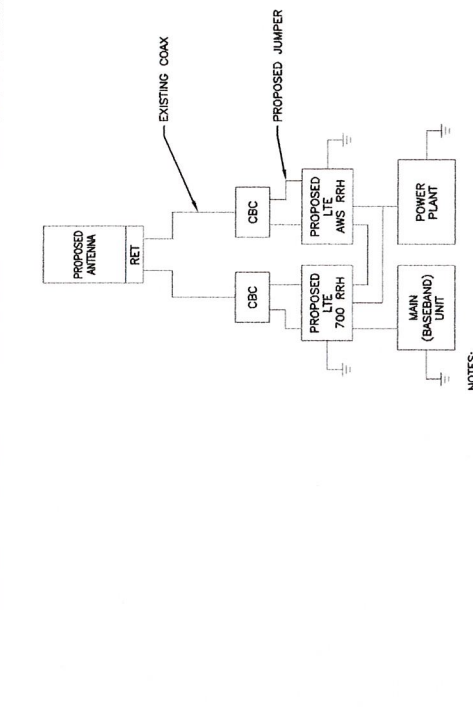 PROPOSED
ANTENNA
RET
EXISTING COAX
CBC
CBC
PROPOSED JUMPER
PROPOSED
LTE
700 RRH
PROPOSED
LTE
AWS RRH
MAIN
(BASEBAND)
UNIT
POWER
PLANT
NOTES: